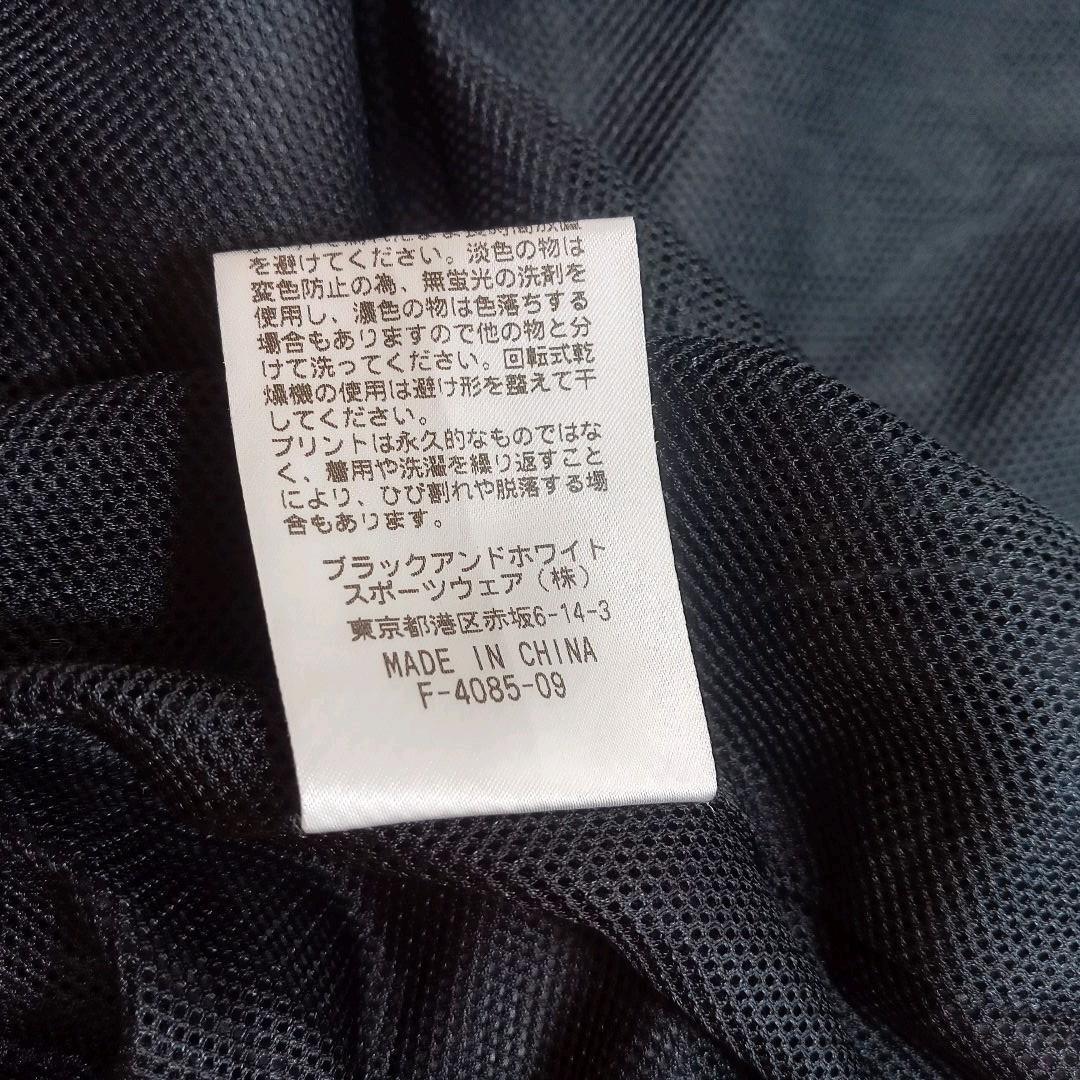 を避けてください。淡色の物は
変色防止の為、無蛍光の洗剤を
使用し、濃色の物は色落ちする
場合もありますので他の物と分
けて洗ってください。回転式乾
燥機の使用は避け形を整えて干
してください。
プリントは永久的なものではな
く、着用や洗濯を繰り返すこと
により、ひび割れや脱落する場
合もあります。
ブラックアンドホワイト
スポーツウェア（株）
東京都港区赤坂6-14-3
MADE IN CHINA
F-4085-09